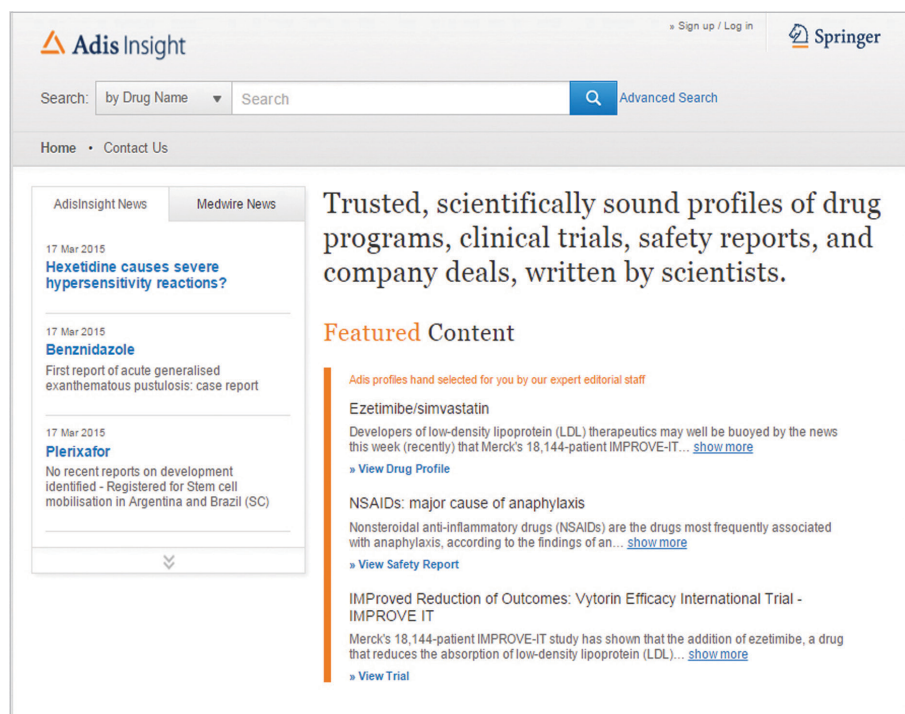 Adis Insight
» Sign up / Log in
Springer
Search:
by Drug Name
Search
Advanced Search
Home • Contact Us
AdisInsight News
Medwire News
17 Mar 2015
Hexetidine causes severe
hypersensitivity reactions?
17 Mar 2015
Benznidazole
First report of acute generalised
exanthematous pustulosis: case report
17 Mar 2015
Plerixafor
No recent reports on development
identified - Registered for Stem cell
mobilisation in Argentina and Brazil (SC)
Trusted, scientifically sound profiles of drug
programs, clinical trials, safety reports, and
company deals, written by scientists.
Featured Content
Adis profiles hand selected for you by our expert editorial staff
Ezetimibe/simvastatin
Developers of low-density lipoprotein (LDL) therapeutics may well be buoyed by the news
this week (recently) that Merck's 18,144-patient IMPROVE-IT... show more
» View Drug Profile
NSAIDs: major cause of anaphylaxis
Nonsteroidal anti-inflammatory drugs (NSAIDs) are the drugs most frequently associated
with anaphylaxis, according to the findings of an... show more
» View Safety Report
IMProved Reduction of Outcomes: Vytorin Efficacy International Trial -
IMPROVE IT
Merck's 18,144-patient IMPROVE-IT study has shown that the addition of ezetimibe, a drug
that reduces the absorption of low-density lipoprotein (LDL)... show more
» View Trial